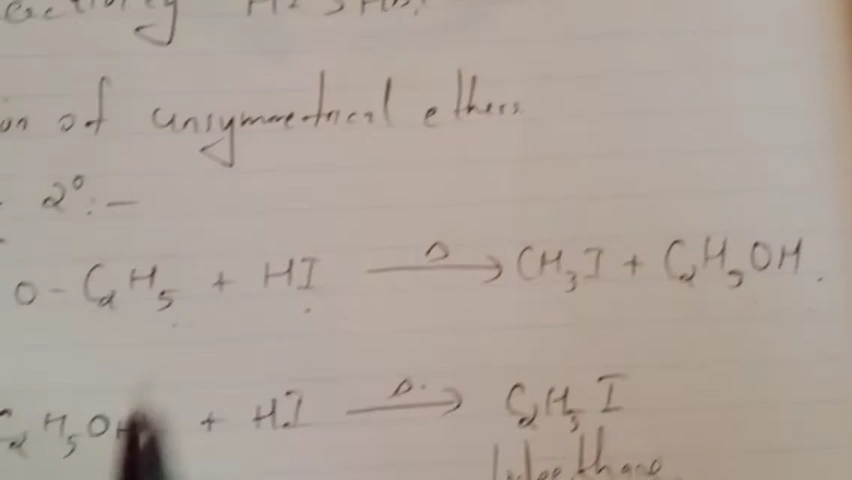 on of unsymmetrical ethers
2° : –
O - C₂H₅ + HI Δ→ CH₃I + C₂H₅OH.
C₂H₅OH + HI Δ→ C₂H₅I